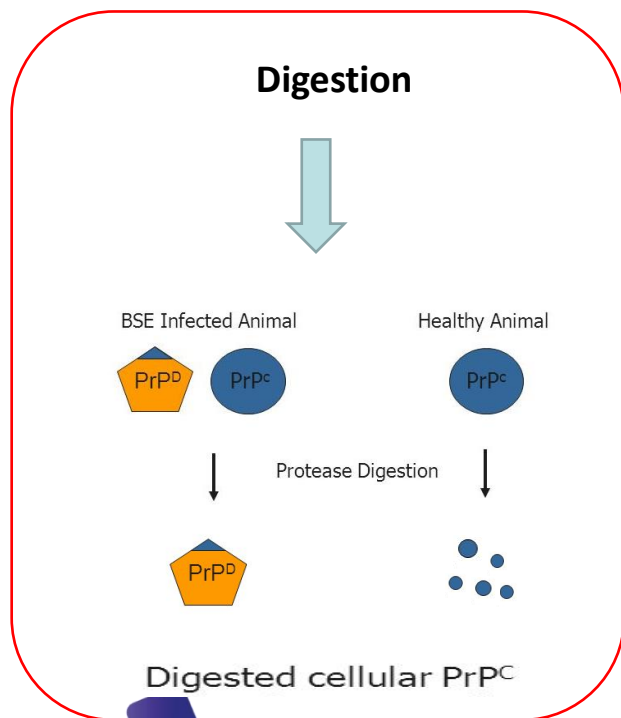 Digestion
BSE Infected Animal Healthy Animal
PrPᴰ PrPᶜ PrPᶜ
Protease Digestion
PrPᴰ
Digested cellular PrPᶜ